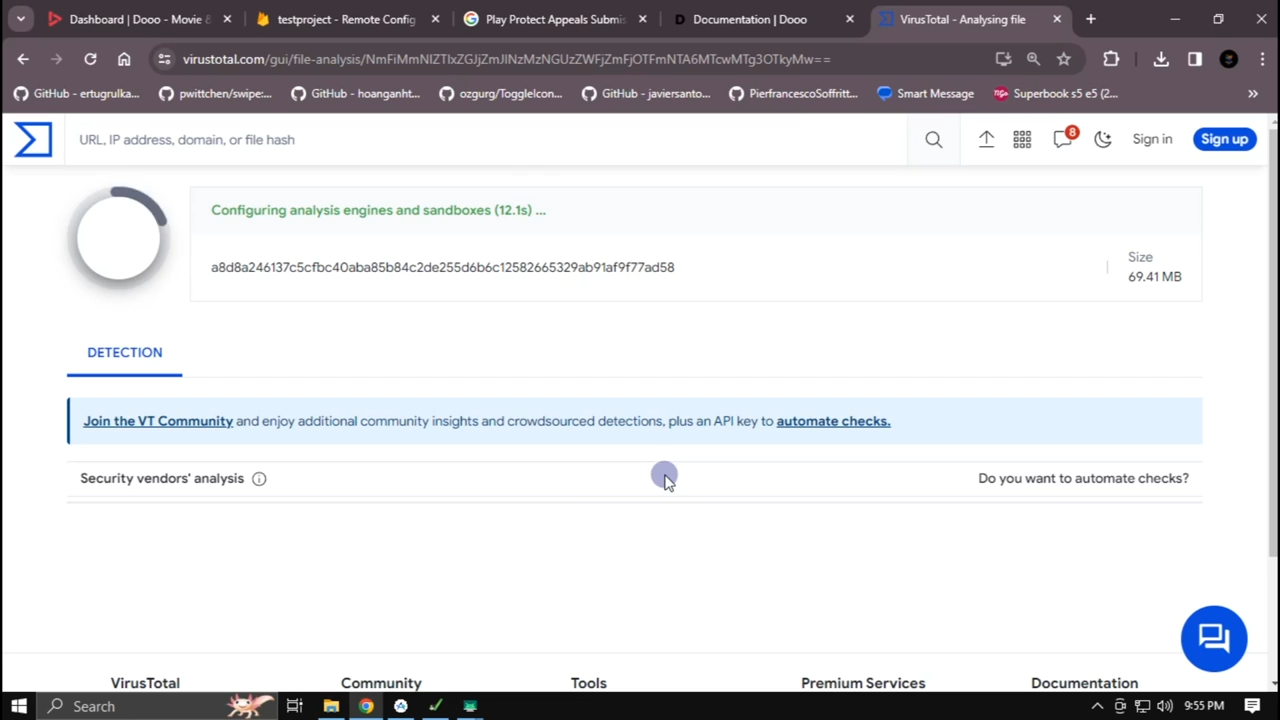 Dashboard | Dooo - Movie &
testproject - Remote Config
Play Protect Appeals Submis
Documentation | Dooo
VirusTotal - Analysing file
virustotal.com/gui/file-analysis/
GitHub - ertugrulka...
pwittchen/swipe:...
GitHub - hoanganht...
ozgurg/ToggleIcon...
GitHub - javiersanto...
PierfrancescoSoffritt...
Smart Message
Superbook s5 e5 (2...
URL, IP address, domain, or file hash
8
Sign in
Sign up
Configuring analysis engines and sandboxes (12.1s) ...
a8d8a246137c5cfbc40aba85b84c2de255d6b6c12582665329ab91af9f77ad58
Size
69.41 MB
DETECTION
Join the VT Community and enjoy additional community insights and crowdsourced detections, plus an API key to automate checks.
Security vendors' analysis
Do you want to automate checks?
VirusTotal
Community
Tools
Premium Services
Documentation
Search
9:55 PM